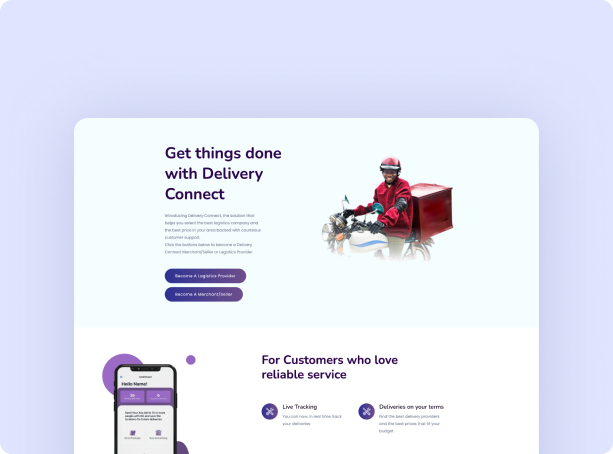 Get things done
with Delivery
Connect
Introducing Delivery Connect, the solution that
helps you select the best logistics company and
the best price in your area,boosted with courteous
customer support.
Click the bottons below to become a Delivery
Connect Merchant/Seller or Logistics Provider.
Become A Logistics Provider
Become A Merchant/Seller
For Customers who love
reliable service
Hello Name!
Live Tracking
Deliveries on your terms
You can now, in real time track
your deliveries
Find the best delivery providers
and the best prices that fit your
budget